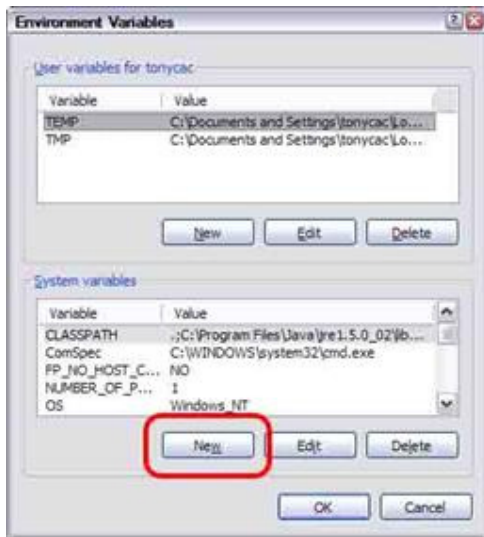 Environment Variables
User variables for tonycac
Variable Value
TEMP C:\Documents and Settings\tonycac\Lo...
TMP C:\Documents and Settings\tonycac\Lo...
New Edit Delete
System variables
Variable Value
CLASSPATH .;C:\Program Files\Java\jre1.5.0_02\lib...
ComSpec C:\WINDOWS\system32\cmd.exe
FP_NO_HOST_C... NO
NUMBER_OF_P... 1
OS Windows_NT
New Edit Delete
OK Cancel